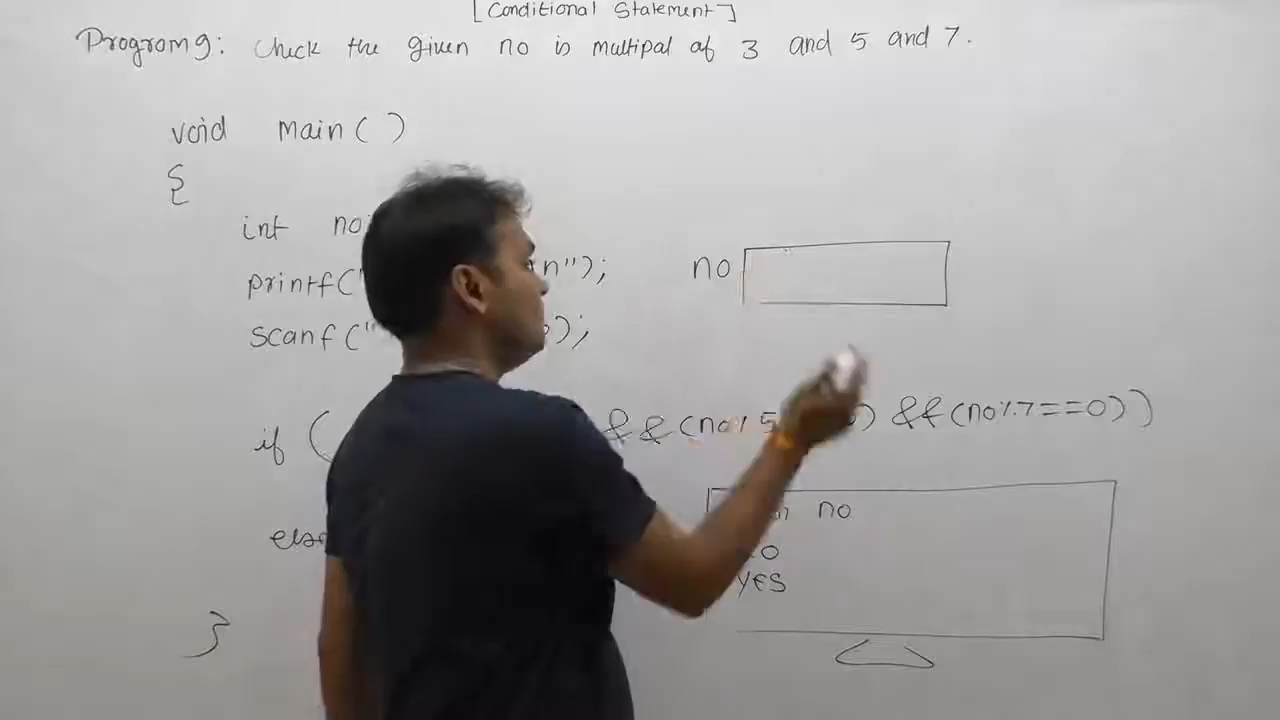 [Conditional Statement]
Program 9: Check the given no is multipal of 3 and 5 and 7.
void main( )
{
int no
printf("n");
no
scanf(");
if ( &&(no%5) &&(no%7==0))
no
else
YES
}